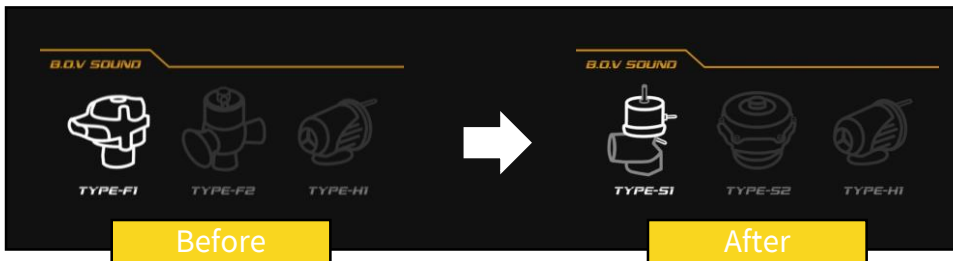 B.O.V SOUND
TYPE-F1 TYPE-F2 TYPE-H1
Before
B.O.V SOUND
TYPE-S1 TYPE-S2 TYPE-H1
After